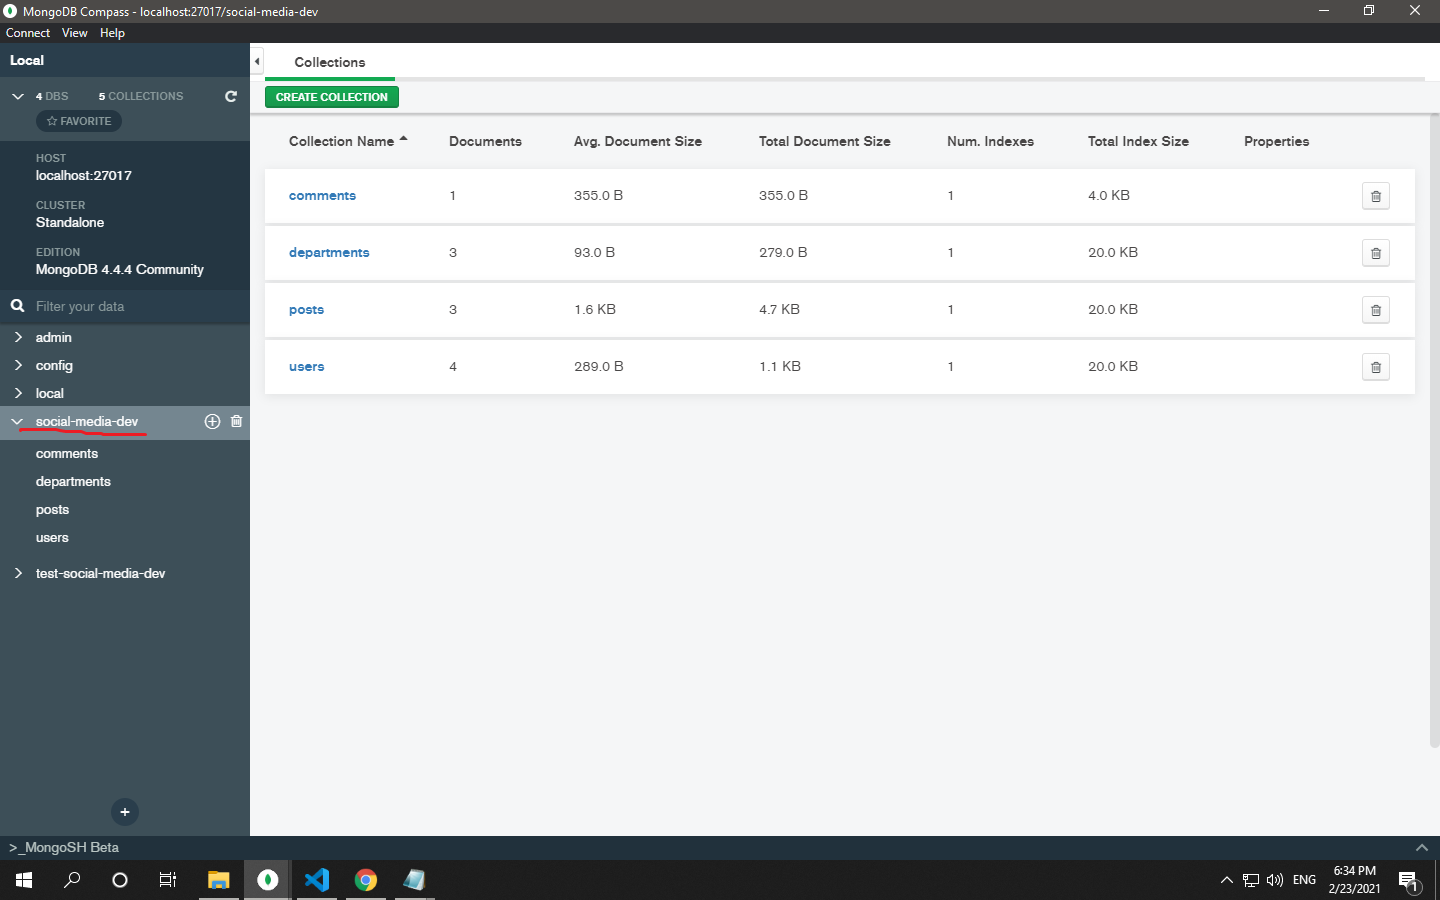 MongoDB Compass - localhost:27017/social-media-dev
Connect View Help
Local
4 DBS 5 COLLECTIONS
FAVORITE
HOST
localhost:27017
CLUSTER
Standalone
EDITION
MongoDB 4.4.4 Community
Filter your data
admin
config
local
social-media-dev
comments
departments
posts
users
test-social-media-dev
+
Collections
CREATE COLLECTION
Collection Name Documents Avg. Document Size Total Document Size Num. Indexes Total Index Size Properties
comments 1 355.0 B 355.0 B 1 4.0 KB
departments 3 93.0 B 279.0 B 1 20.0 KB
posts 3 1.6 KB 4.7 KB 1 20.0 KB
users 4 289.0 B 1.1 KB 1 20.0 KB
>_MongoSH Beta
ENG
6:34 PM
2/23/2021
1